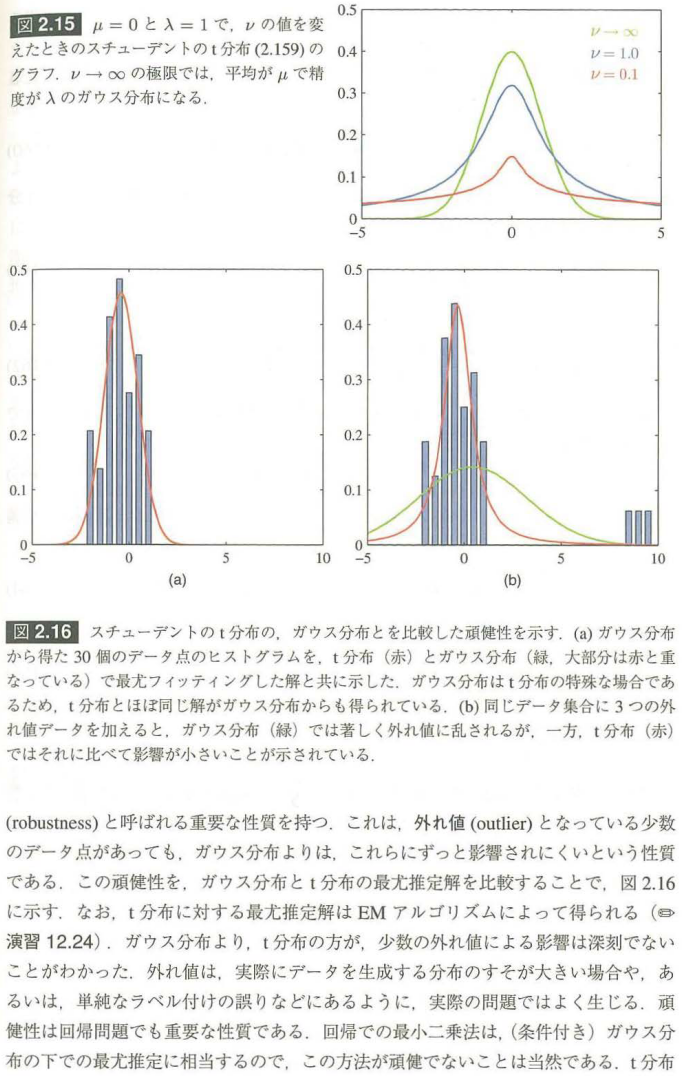 図 2.15 μ = 0 と λ = 1 で，ν の値を変
えたときのスチューデントの t 分布 (2.159) の
グラフ．ν → ∞ の極限では，平均が μ で精
度が λ のガウス分布になる．
0.5
0.4
0.3
0.2
0.1
0
−5
0
5
ν → ∞
ν = 1.0
ν = 0.1
0.5
0.4
0.3
0.2
0.1
0
−5
0
5
10
(a)
0.5
0.4
0.3
0.2
0.1
0
−5
0
5
10
(b)
図 2.16 スチューデントの t 分布の，ガウス分布とを比較した頑健性を示す．(a) ガウス分布
から得た 30 個のデータ点のヒストグラムを，t 分布（赤）とガウス分布（緑，大部分は赤と重
なっている）で最尤フィッティングした解と共に示した．ガウス分布は t 分布の特殊な場合であ
るため，t 分布とほぼ同じ解がガウス分布からも得られている．(b) 同じデータ集合に 3 つの外
れ値データを加えると，ガウス分布（緑）では著しく外れ値に乱されるが，一方，t 分布（赤）
ではそれに比べて影響が小さいことが示されている．
(robustness) と呼ばれる重要な性質を持つ．これは，外れ値 (outlier) となっている少数
のデータ点があっても，ガウス分布よりは，これらにずっと影響されにくいという性質
である．この頑健性を，ガウス分布と t 分布の最尤推定解を比較することで，図 2.16
に示す．なお，t 分布に対する最尤推定解は EM アルゴリズムによって得られる（✏
演習 12.24）．ガウス分布より，t 分布の方が，少数の外れ値による影響は深刻でない
ことがわかった．外れ値は，実際にデータを生成する分布のすそが大きい場合や，あ
るいは，単純なラベル付けの誤りなどにあるように，実際の問題ではよく生じる．頑
健性は回帰問題でも重要な性質である．回帰での最小二乗法は，（条件付き）ガウス分
布の下での最尤推定に相当するので，この方法が頑健でないことは当然である．t 分布